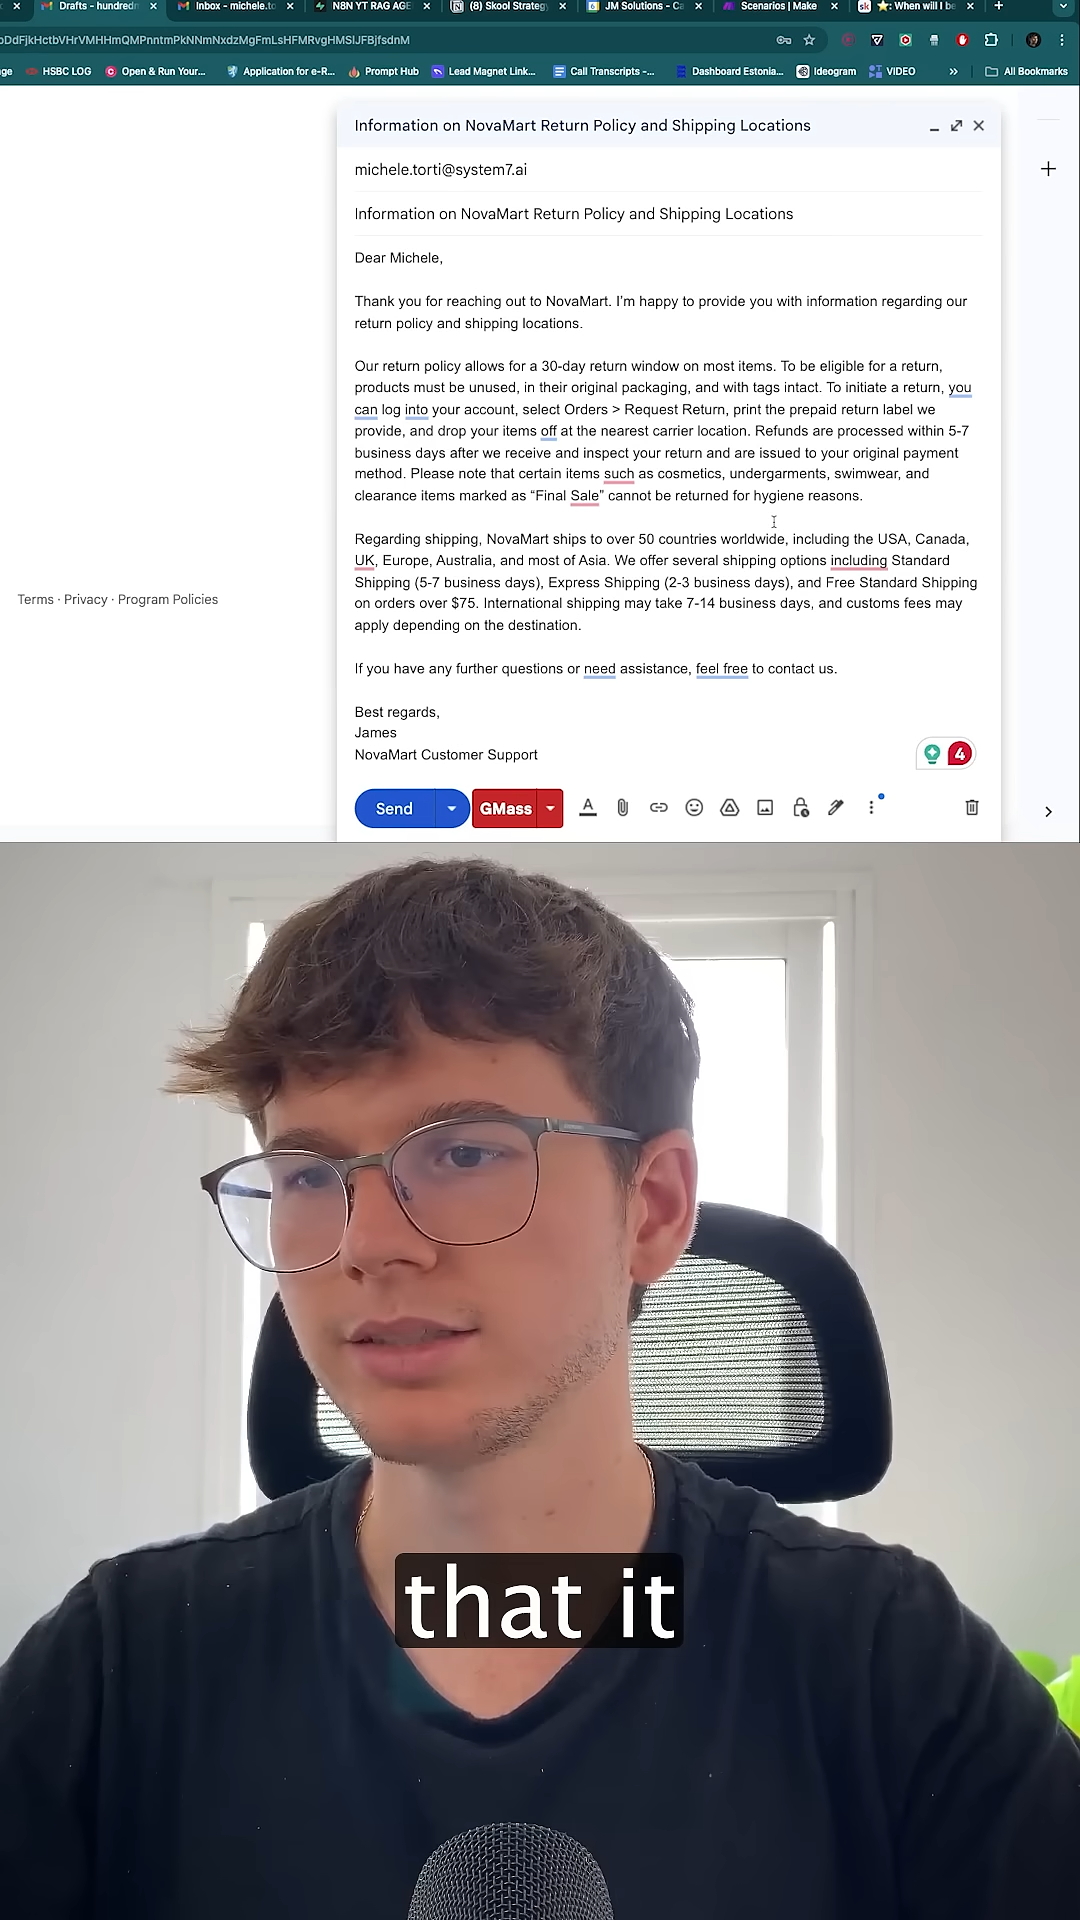 Drafts - hundredn
Inbox - michele.to
N8N YT RAG AGE
(8) Skool Strategy
JM Solutions - Ca
Scenarios | Make
sk
⭐: When will I be
oDdFjkHctbVHrVMHHmQMPnntmPkNNmNxdzMgFmLsHFMRvgHMSlJFBjfsdnM
ge
HSBC LOG
Open & Run Your...
Application for e-R...
Prompt Hub
Lead Magnet Link...
Call Transcripts -...
Dashboard Estonia...
Ideogram
VIDEO
»
All Bookmarks
Information on NovaMart Return Policy and Shipping Locations
michele.torti@system7.ai
Information on NovaMart Return Policy and Shipping Locations
Dear Michele,
Thank you for reaching out to NovaMart. I'm happy to provide you with information regarding our
return policy and shipping locations.
Our return policy allows for a 30-day return window on most items. To be eligible for a return,
products must be unused, in their original packaging, and with tags intact. To initiate a return, you
can log into your account, select Orders > Request Return, print the prepaid return label we
provide, and drop your items off at the nearest carrier location. Refunds are processed within 5-7
business days after we receive and inspect your return and are issued to your original payment
method. Please note that certain items such as cosmetics, undergarments, swimwear, and
clearance items marked as “Final Sale” cannot be returned for hygiene reasons.
Regarding shipping, NovaMart ships to over 50 countries worldwide, including the USA, Canada,
UK, Europe, Australia, and most of Asia. We offer several shipping options including Standard
Shipping (5-7 business days), Express Shipping (2-3 business days), and Free Standard Shipping
on orders over $75. International shipping may take 7-14 business days, and customs fees may
apply depending on the destination.
Terms · Privacy · Program Policies
If you have any further questions or need assistance, feel free to contact us.
Best regards,
James
NovaMart Customer Support
4
Send
GMass
that it